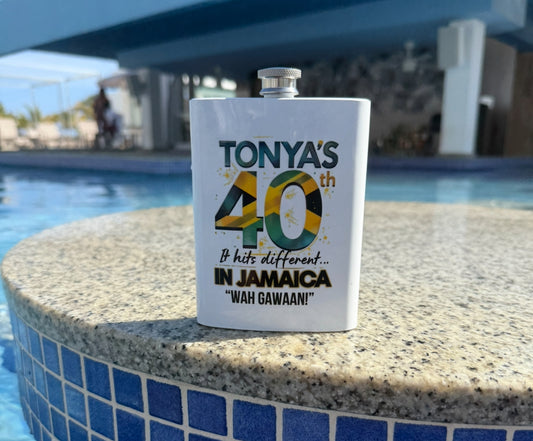 TONYA'S
40th
It hits different...
IN JAMAICA
"WAH GAWAAN!"